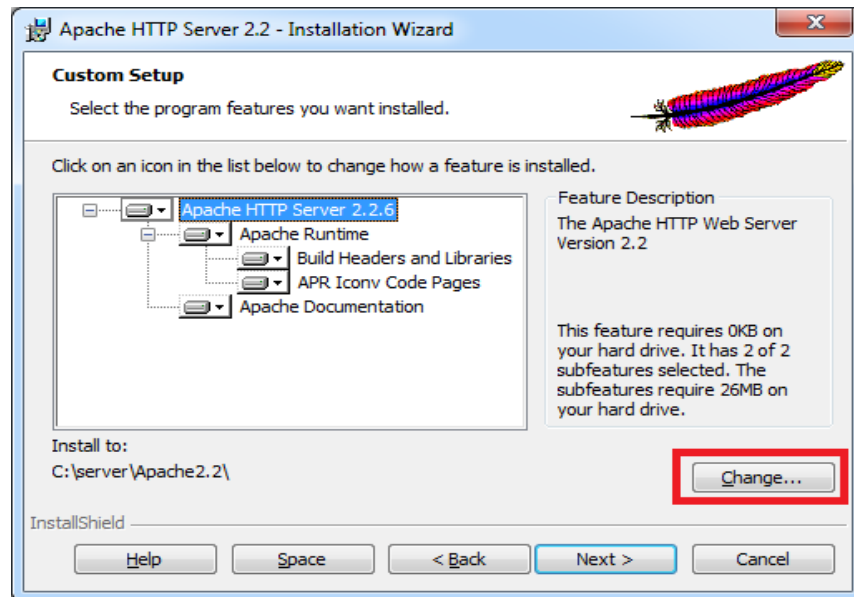 Apache HTTP Server 2.2 - Installation Wizard
Custom Setup
Select the program features you want installed.
Click on an icon in the list below to change how a feature is installed.
Apache HTTP Server 2.2.6
Apache Runtime
Build Headers and Libraries
APR Iconv Code Pages
Apache Documentation
Feature Description
The Apache HTTP Web Server
Version 2.2
This feature requires 0KB on
your hard drive. It has 2 of 2
subfeatures selected. The
subfeatures require 26MB on
your hard drive.
Install to:
C:\server\Apache2.2\
Change...
InstallShield
Help
Space
< Back
Next >
Cancel